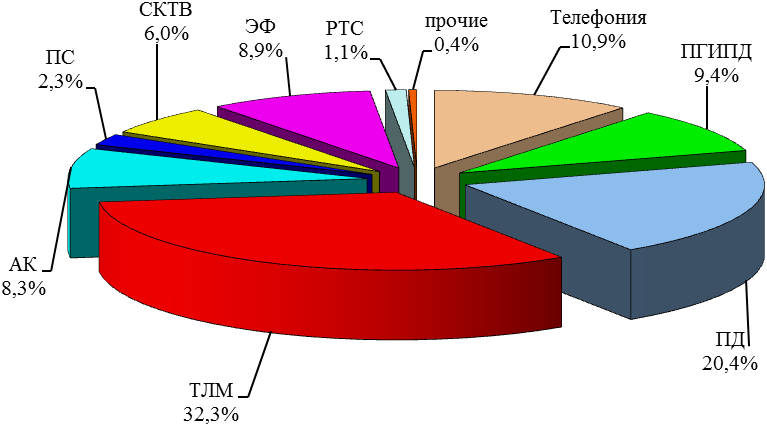 СКТВ
6,0%
ЭФ
8,9%
РТС
1,1%
прочие
0,4%
Телефония
10,9%
ПГИПД
9,4%
ПС
2,3%
АК
8,3%
ПД
20,4%
ТЛМ
32,3%